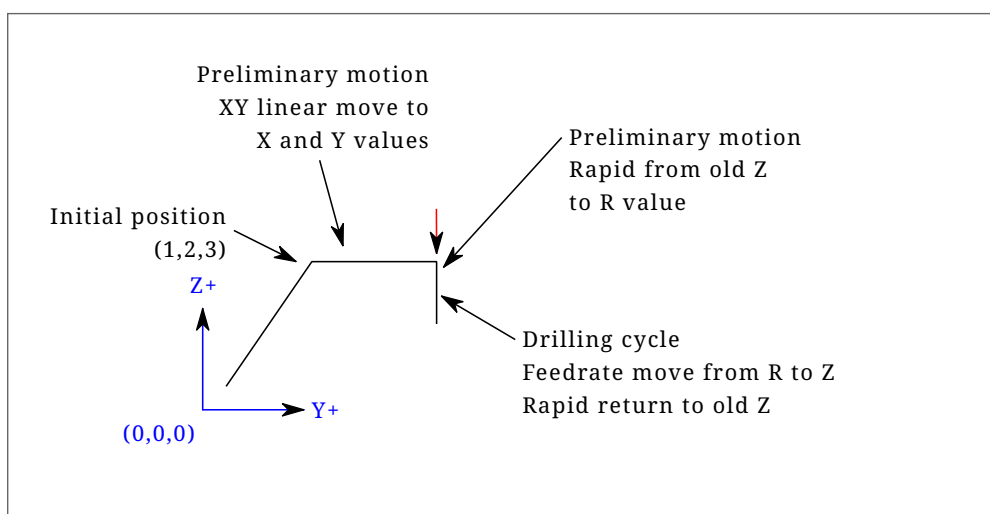 Preliminary motion
XY linear move to
X and Y values
Preliminary motion
Rapid from old Z
to R value
Initial position
(1,2,3)
Z+
Drilling cycle
Feedrate move from R to Z
Rapid return to old Z
Y+
(0,0,0)